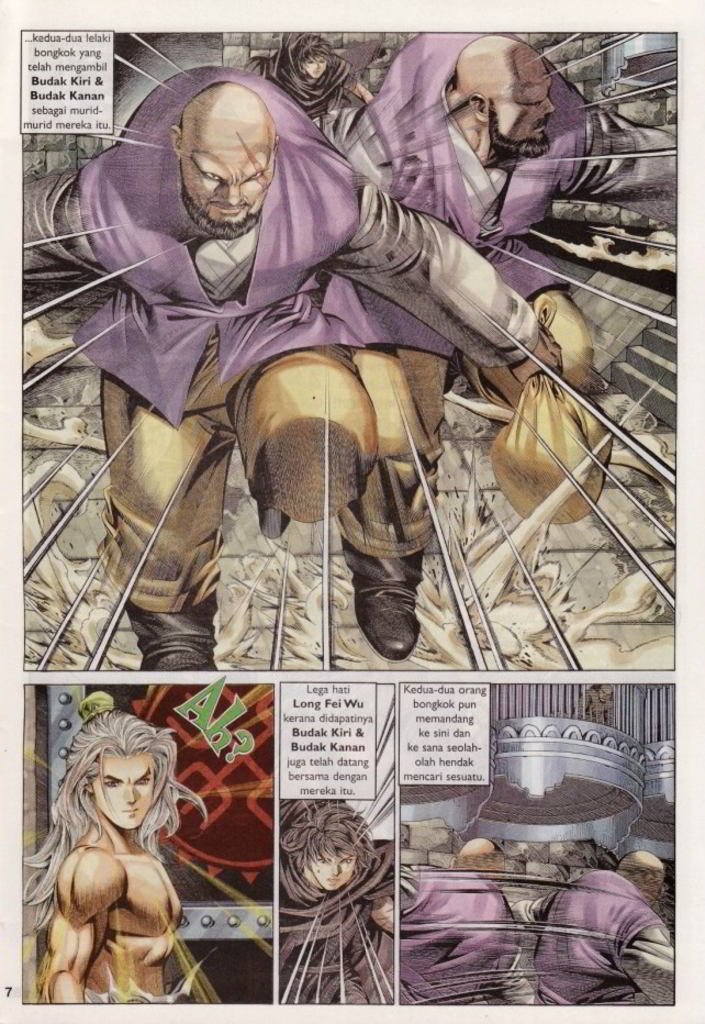 ...kedua-dua lelaki
bongkok yang
telah mengambil
Budak Kiri &
Budak Kanan
sebagai murid-
murid mereka itu.
Ah?
Lega hati
Long Fei Wu
kerana didapatinya
Budak Kiri &
Budak Kanan
juga telah datang
bersama dengan
mereka itu.
Kedua-dua orang
bongkok pun
memandang
ke sini dan
ke sana seolah-
olah hendak
mencari sesuatu.
7